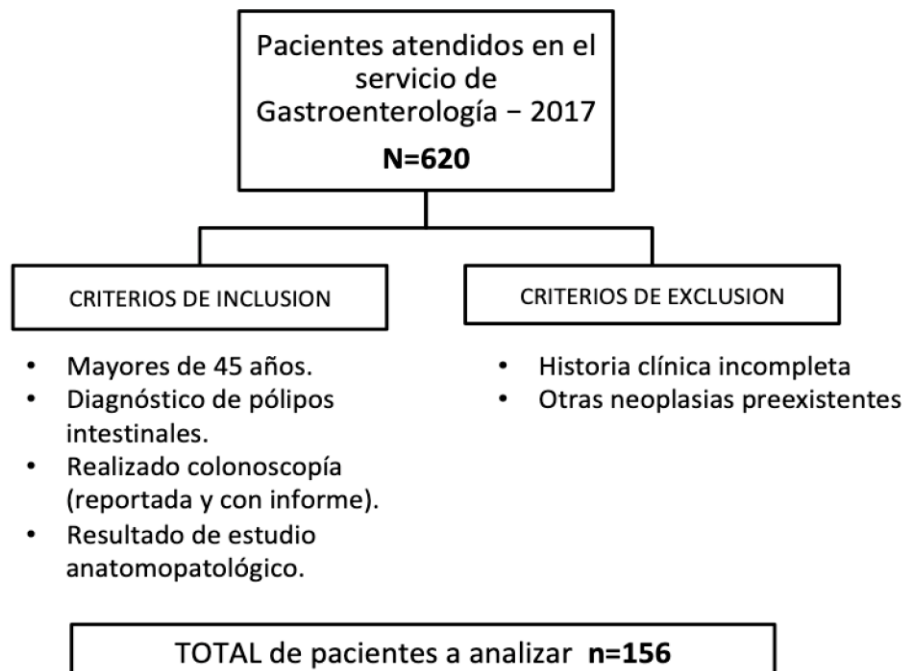 Pacientes atendidos en el
servicio de
Gastroenterología – 2017
N=620
CRITERIOS DE INCLUSION
CRITERIOS DE EXCLUSION
• Mayores de 45 años.
• Diagnóstico de pólipos
intestinales.
• Realizado colonoscopía
(reportada y con informe).
• Resultado de estudio
anatomopatológico.
• Historia clínica incompleta
• Otras neoplasias preexistentes
TOTAL de pacientes a analizar n=156